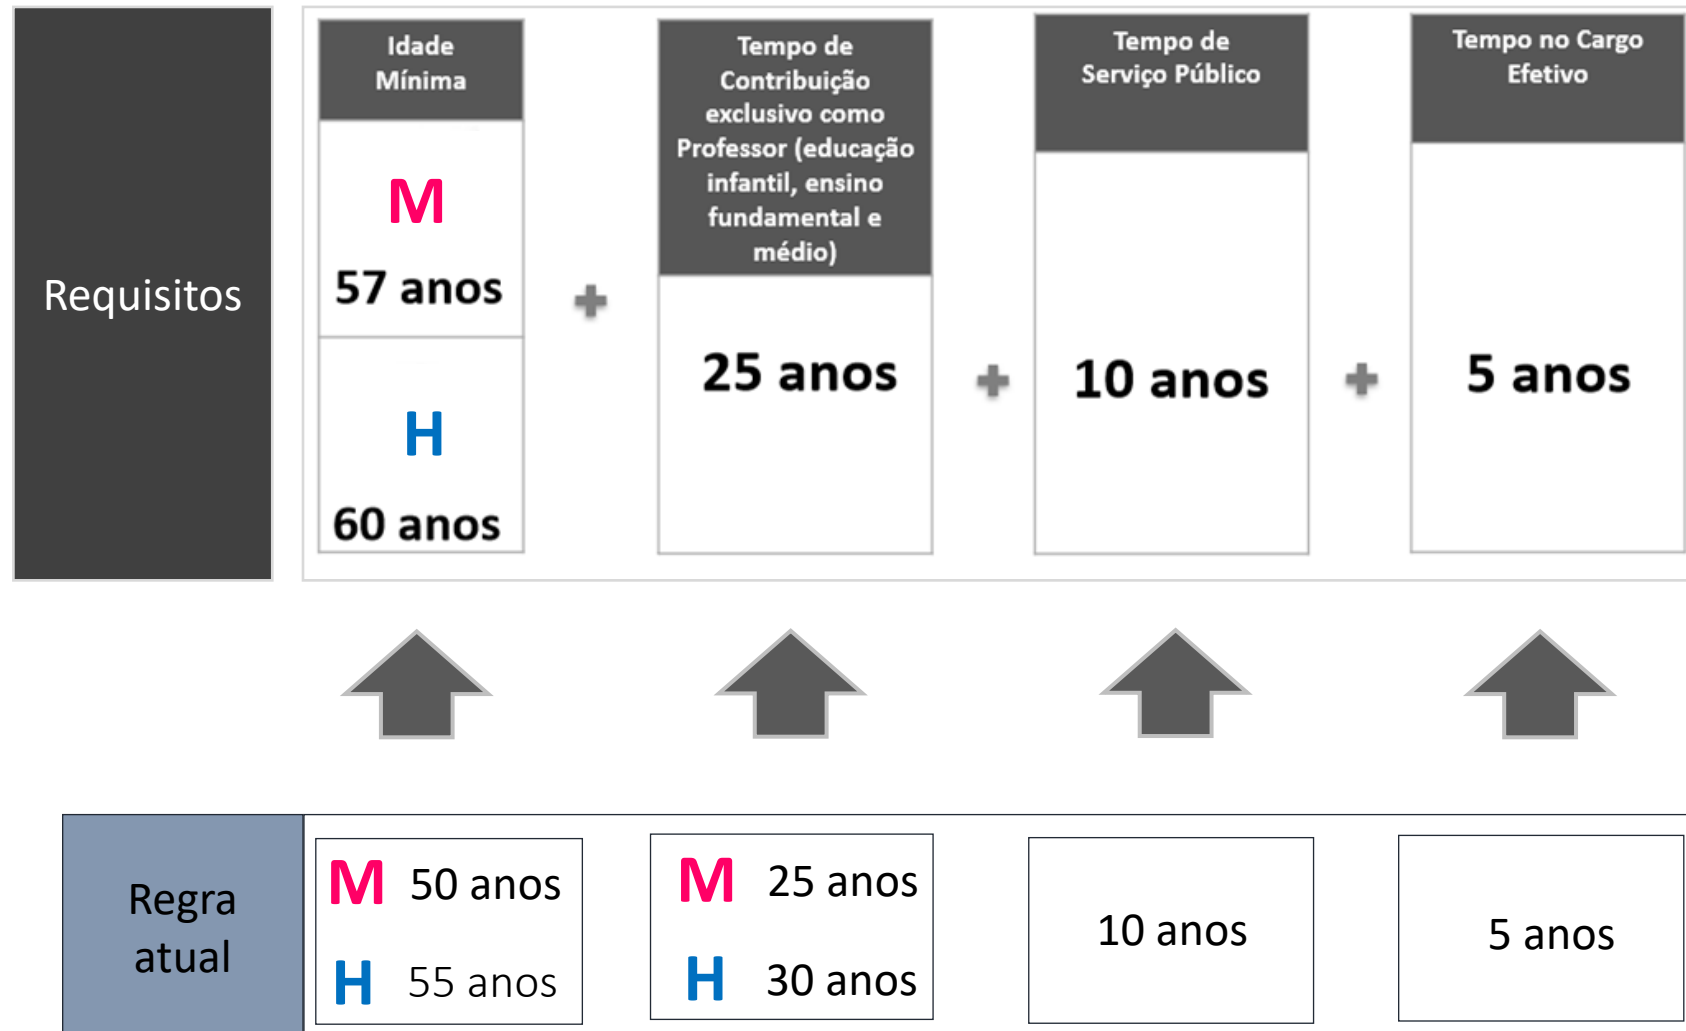 Requisitos
Idade
Mínima
M
57 anos
H
60 anos
Tempo de
Contribuição
exclusivo como
Professor (educação
infantil, ensino
fundamental e
médio)
25 anos
Tempo de
Serviço Público
10 anos
Tempo no Cargo
Efetivo
5 anos
Regra
atual
M 50 anos
H 55 anos
M 25 anos
H 30 anos
10 anos
5 anos